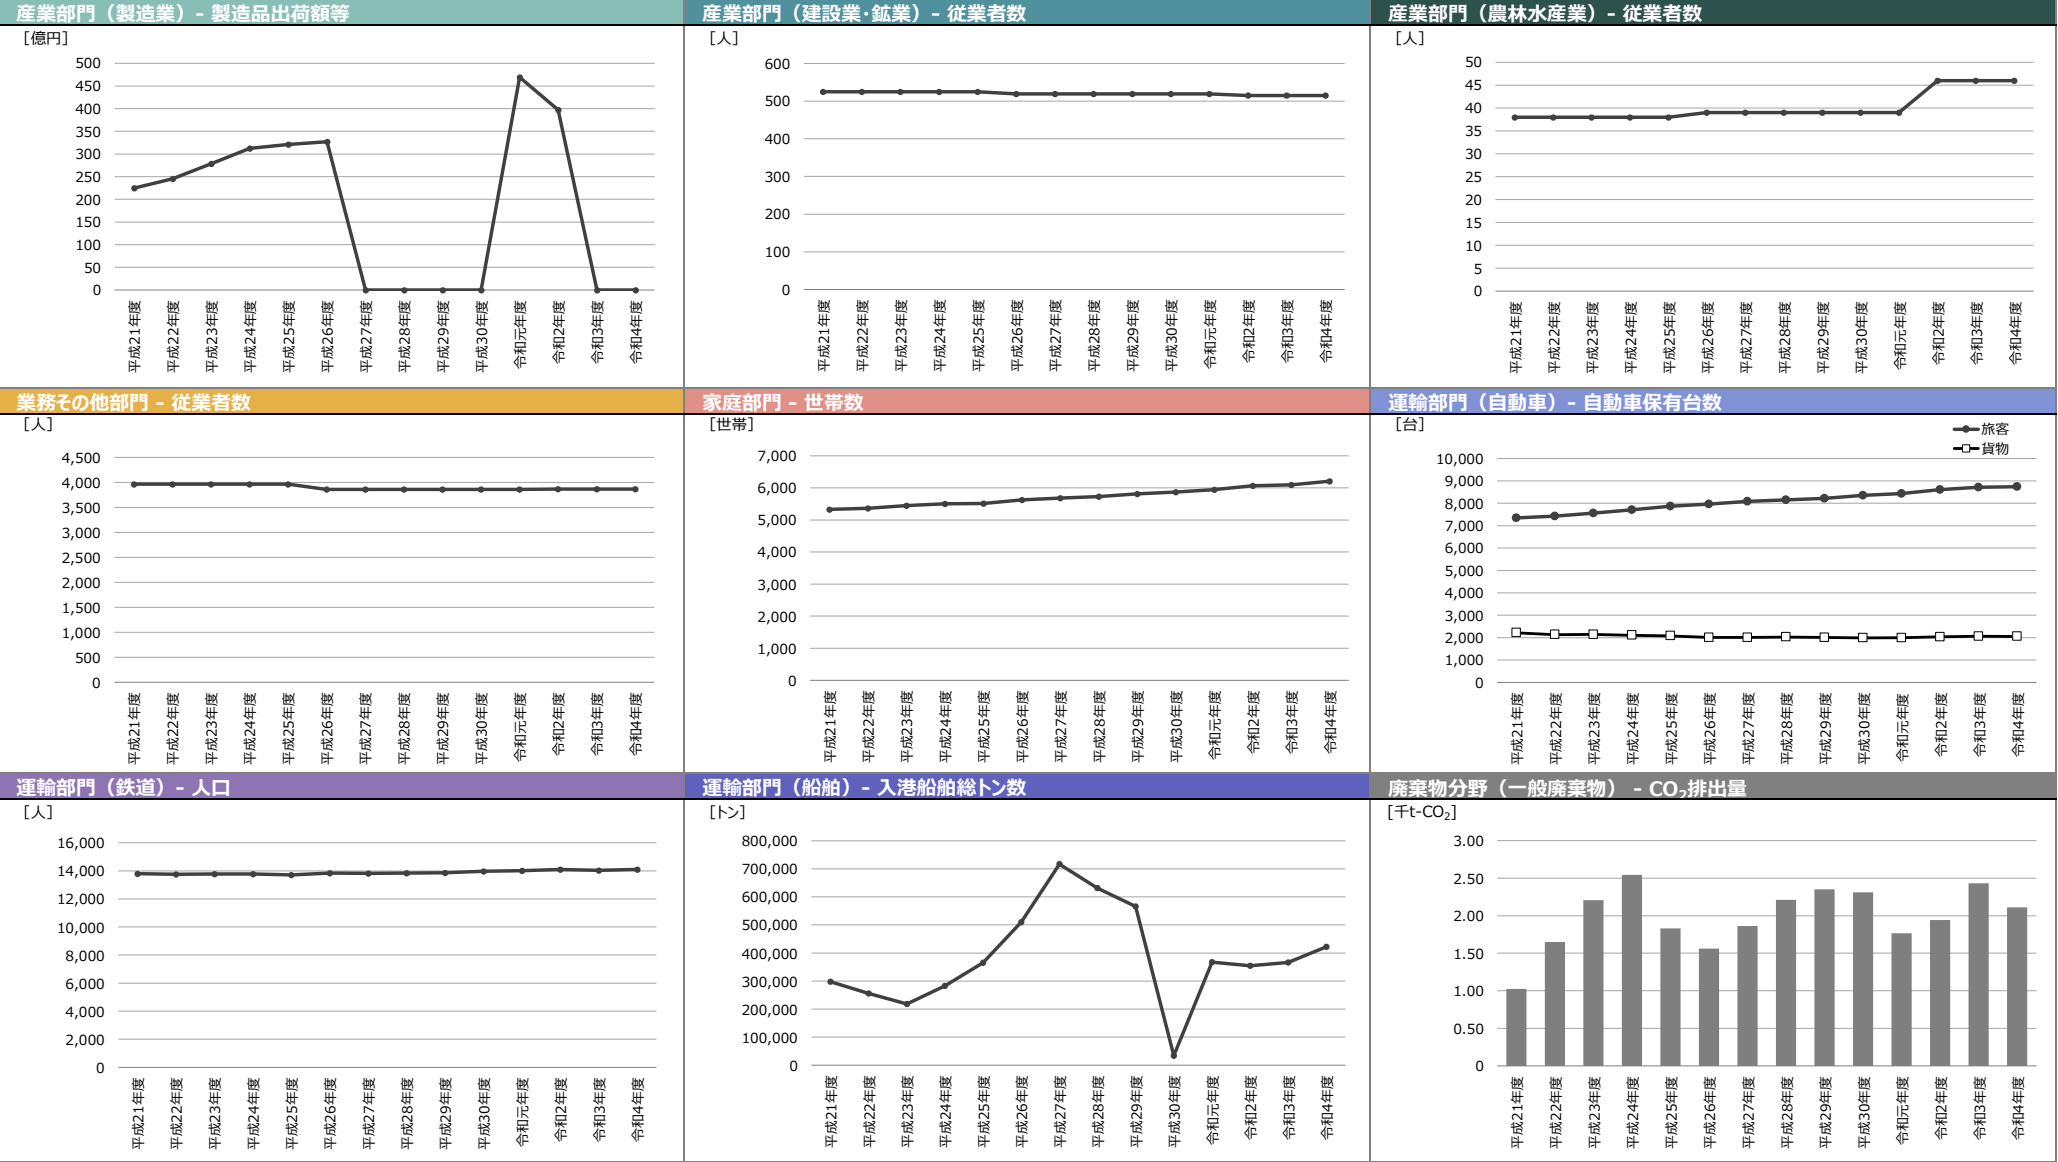 産業部門（製造業）- 製造品出荷額等
［億円］
500
450
400
350
300
250
200
150
100
50
0
平成21年度
平成22年度
平成23年度
平成24年度
平成25年度
平成26年度
平成27年度
平成28年度
平成29年度
平成30年度
令和元年度
令和2年度
令和3年度
令和4年度
産業部門（建設業･鉱業）- 従業者数
［人］
600
500
400
300
200
100
0
平成21年度
平成22年度
平成23年度
平成24年度
平成25年度
平成26年度
平成27年度
平成28年度
平成29年度
平成30年度
令和元年度
令和2年度
令和3年度
令和4年度
産業部門（農林水産業）- 従業者数
［人］
50
45
40
35
30
25
20
15
10
5
0
平成21年度
平成22年度
平成23年度
平成24年度
平成25年度
平成26年度
平成27年度
平成28年度
平成29年度
平成30年度
令和元年度
令和2年度
令和3年度
令和4年度
業務その他部門 - 従業者数
［人］
4,500
4,000
3,500
3,000
2,500
2,000
1,500
1,000
500
0
平成21年度
平成22年度
平成23年度
平成24年度
平成25年度
平成26年度
平成27年度
平成28年度
平成29年度
平成30年度
令和元年度
令和2年度
令和3年度
令和4年度
家庭部門 - 世帯数
［世帯］
7,000
6,000
5,000
4,000
3,000
2,000
1,000
0
平成21年度
平成22年度
平成23年度
平成24年度
平成25年度
平成26年度
平成27年度
平成28年度
平成29年度
平成30年度
令和元年度
令和2年度
令和3年度
令和4年度
運輸部門（自動車）- 自動車保有台数
［台］
旅客
貨物
10,000
9,000
8,000
7,000
6,000
5,000
4,000
3,000
2,000
1,000
0
平成21年度
平成22年度
平成23年度
平成24年度
平成25年度
平成26年度
平成27年度
平成28年度
平成29年度
平成30年度
令和元年度
令和2年度
令和3年度
令和4年度
運輸部門（鉄道）- 人口
［人］
16,000
14,000
12,000
10,000
8,000
6,000
4,000
2,000
0
平成21年度
平成22年度
平成23年度
平成24年度
平成25年度
平成26年度
平成27年度
平成28年度
平成29年度
平成30年度
令和元年度
令和2年度
令和3年度
令和4年度
運輸部門（船舶）- 入港船舶総トン数
［トン］
800,000
700,000
600,000
500,000
400,000
300,000
200,000
100,000
0
平成21年度
平成22年度
平成23年度
平成24年度
平成25年度
平成26年度
平成27年度
平成28年度
平成29年度
平成30年度
令和元年度
令和2年度
令和3年度
令和4年度
廃棄物分野（一般廃棄物） - CO₂排出量
［千t-CO₂］
3.00
2.50
2.00
1.50
1.00
0.50
0
平成21年度
平成22年度
平成23年度
平成24年度
平成25年度
平成26年度
平成27年度
平成28年度
平成29年度
平成30年度
令和元年度
令和2年度
令和3年度
令和4年度